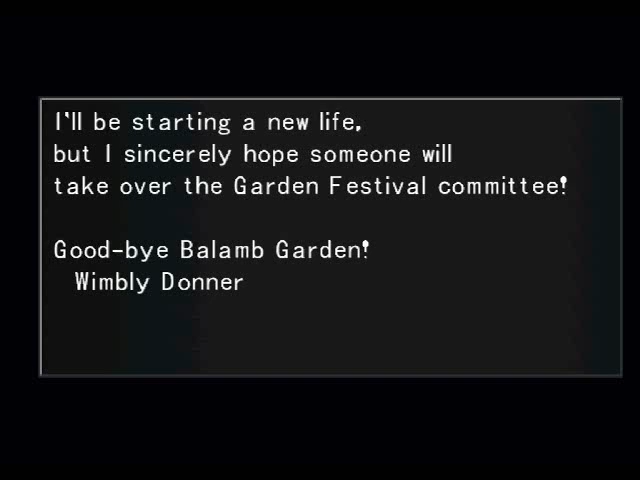 I'll be starting a new life,
but I sincerely hope someone will
take over the Garden Festival committee!
Good-bye Balamb Garden!
Wimbly Donner